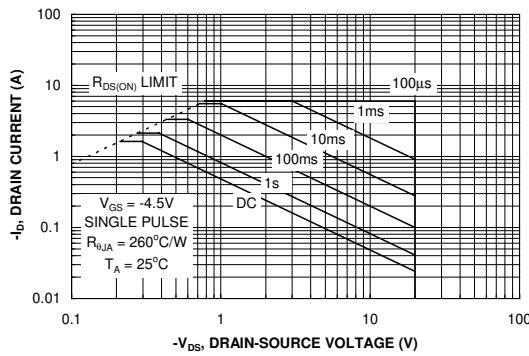 100
10
1
0.1
0.01
-I_D, DRAIN CURRENT (A)
R_DS(ON) LIMIT
100μs
1ms
10ms
100ms
1s
DC
V_GS = -4.5V
SINGLE PULSE
R_θJA = 260°C/W
T_A = 25°C
0.1
1
10
100
-V_DS, DRAIN-SOURCE VOLTAGE (V)